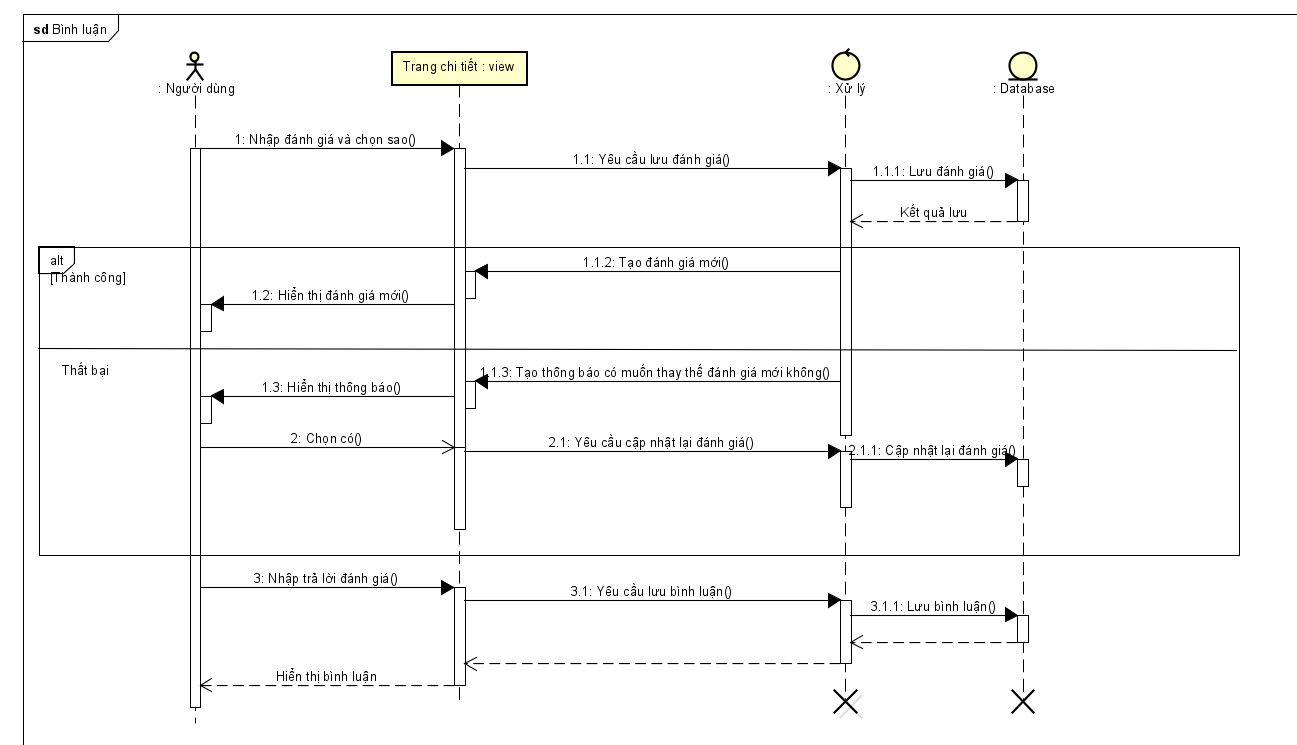 sd Bình luận
: Người dùng
Trang chi tiết : view
: Xử lý
: Database
1: Nhập đánh giá và chọn sao()
1.1: Yêu cầu lưu đánh giá()
1.1.1: Lưu đánh giá()
Kết quả lưu
alt
[Thành công]
1.1.2: Tạo đánh giá mới()
1.2: Hiển thị đánh giá mới()
Thất bại
1.1.3: Tạo thông báo có muốn thay thế đánh giá mới không()
1.3: Hiển thị thông báo()
2: Chọn có()
2.1: Yêu cầu cập nhật lại đánh giá()
2.1.1: Cập nhật lại đánh giá()
3: Nhập trả lời đánh giá()
3.1: Yêu cầu lưu bình luận()
3.1.1: Lưu bình luận()
Hiển thị bình luận